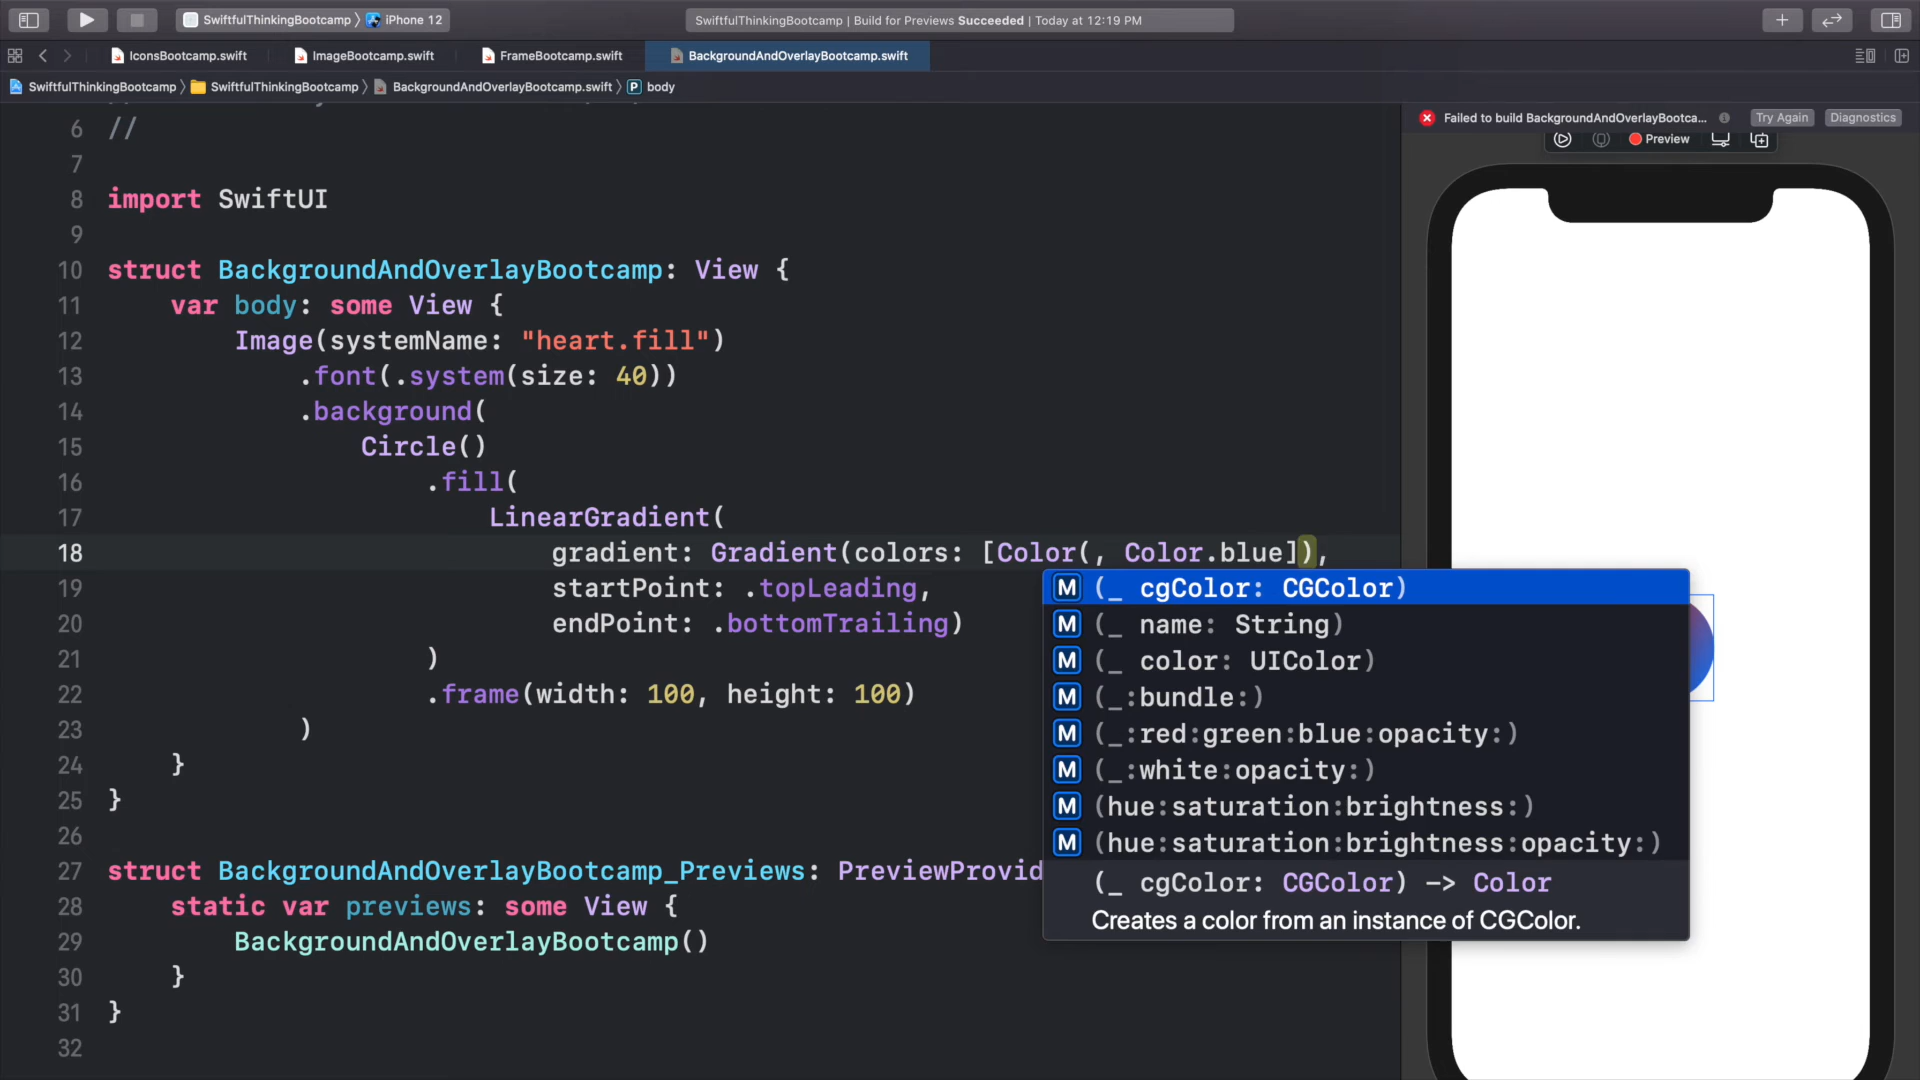 SwiftfulThinkingBootcamp 〉 iPhone 12
SwiftfulThinkingBootcamp | Build for Previews Succeeded | Today at 12:19 PM
IconsBootcamp.swift
ImageBootcamp.swift
FrameBootcamp.swift
BackgroundAndOverlayBootcamp.swift
SwiftfulThinkingBootcamp 〉 SwiftfulThinkingBootcamp 〉 BackgroundAndOverlayBootcamp.swift 〉 P body
Failed to build BackgroundAndOverlayBootca... Try Again Diagnostics
Preview
6 //
7
8 import SwiftUI
9
10 struct BackgroundAndOverlayBootcamp: View {
11 var body: some View {
12 Image(systemName: "heart.fill")
13 .font(.system(size: 40))
14 .background(
15 Circle()
16 .fill(
17 LinearGradient(
18 gradient: Gradient(colors: [Color(, Color.blue]),
19 startPoint: .topLeading,
20 endPoint: .bottomTrailing)
21 )
22 .frame(width: 100, height: 100)
23 )
24 }
25 }
26
27 struct BackgroundAndOverlayBootcamp_Previews: PreviewProvid
28 static var previews: some View {
29 BackgroundAndOverlayBootcamp()
30 }
31 }
32
M (_ cgColor: CGColor)
M (_ name: String)
M (_ color: UIColor)
M (_:bundle:)
M (_:red:green:blue:opacity:)
M (_:white:opacity:)
M (hue:saturation:brightness:)
M (hue:saturation:brightness:opacity:)
(_ cgColor: CGColor) -> Color
Creates a color from an instance of CGColor.